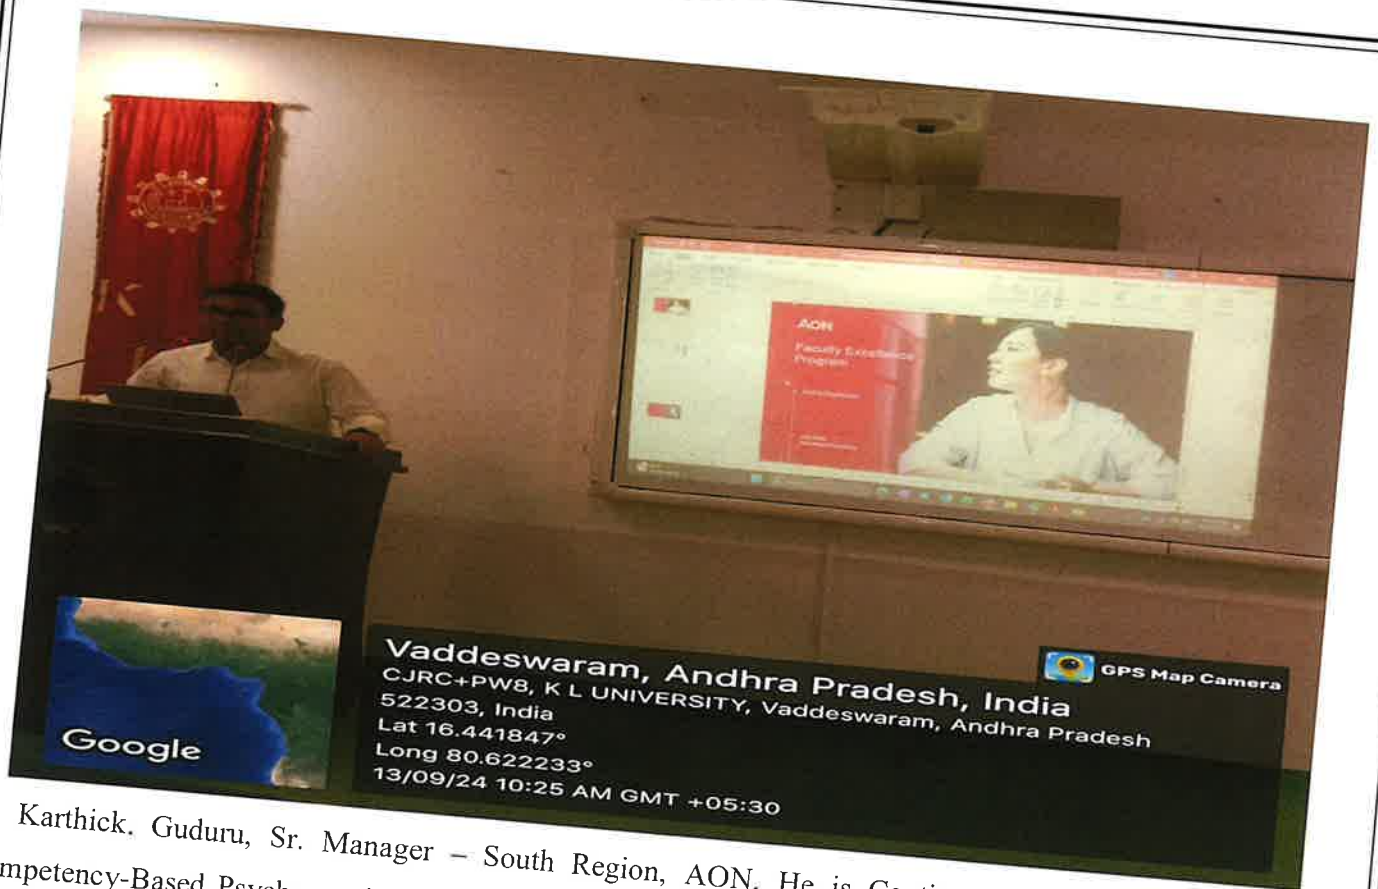 K
AON
Faculty Excellence
Program
GPS Map Camera
Vaddeswaram, Andhra Pradesh, India
CJRC+PW8, K L UNIVERSITY, Vaddeswaram, Andhra Pradesh
522303, India
Lat 16.441847°
Long 80.622233°
13/09/24 10:25 AM GMT +05:30
Google
Karthick. Guduru, Sr. Manager – South Region, AON. He is